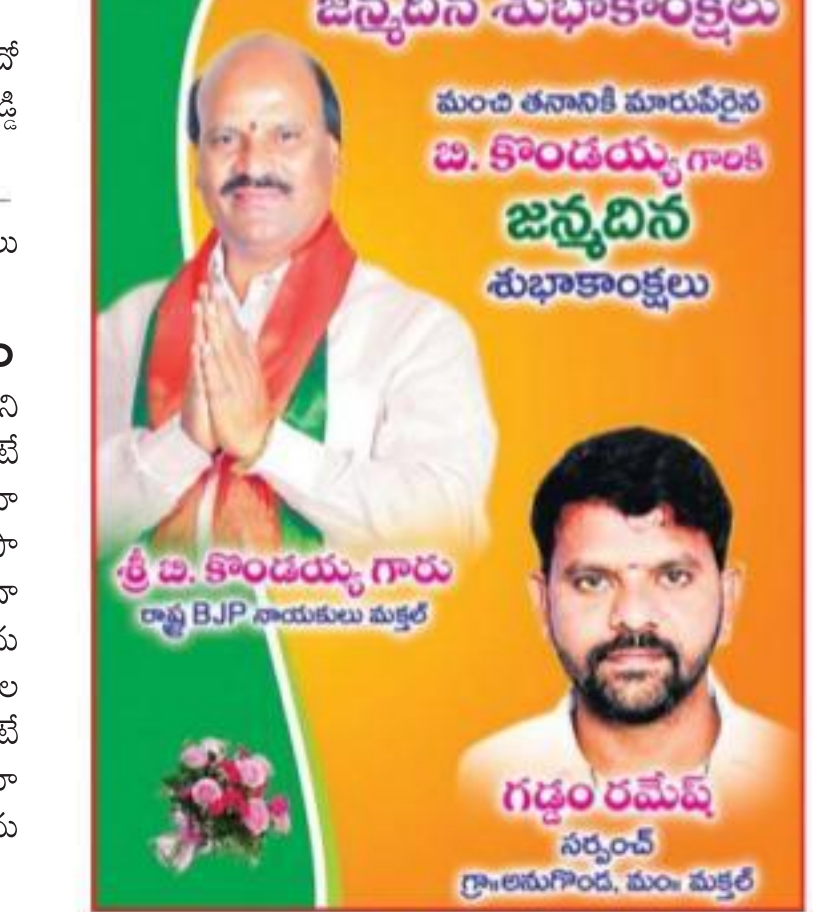 దో
డ్డి
లు
ం
ని
టే
హా
పా
హా
ను
ల
టే
హా
ను
జన్మదిన శుభాకాంక్షలు
మంచి తనానికి మారుపేరైన
బి. కొండయ్య గారికి
జన్మదిన
శుభాకాంక్షలు
శ్రీ బి. కొండయ్య గారు
రాష్ట్ర BJP నాయకులు మక్తల్
గడ్డం రమేష్
సర్పంచ్
గ్రా॥అనుగొండ, మం॥ మక్తల్